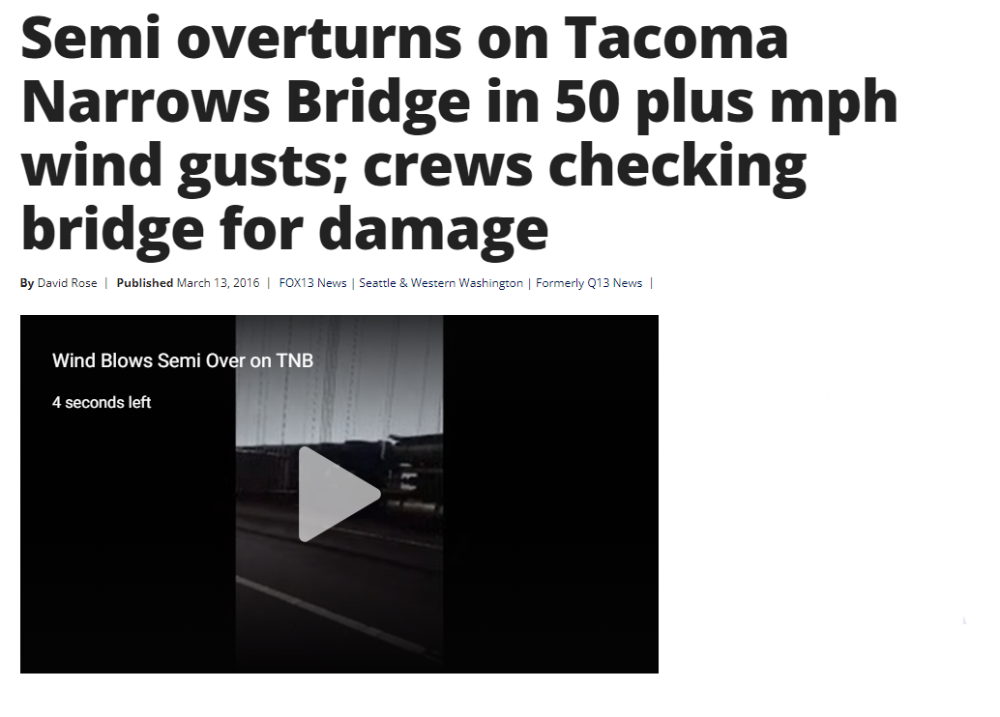 Semi overturns on Tacoma
Narrows Bridge in 50 plus mph
wind gusts; crews checking
bridge for damage
By David Rose | Published March 13, 2016 | FOX13 News | Seattle & Western Washington | Formerly Q13 News |
Wind Blows Semi Over on TNB
4 seconds left